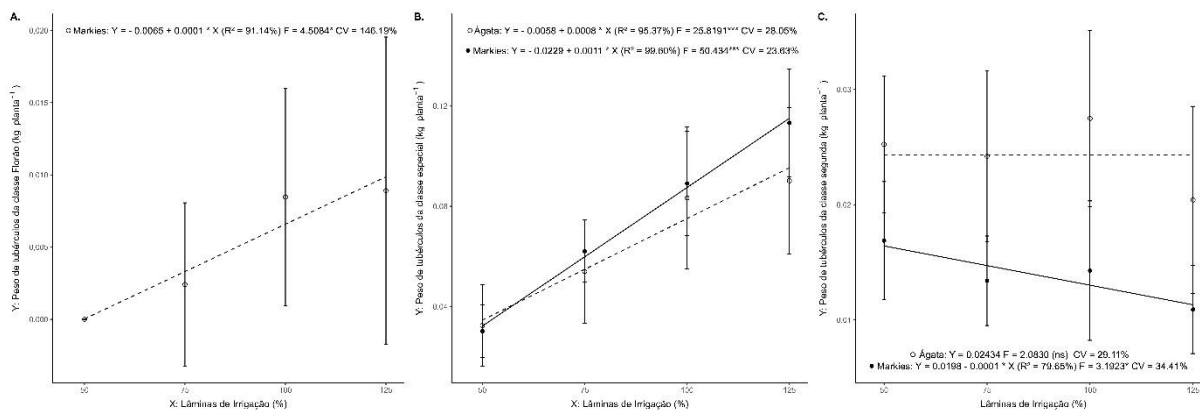 A.
Markies: Y = - 0.0065 + 0.0001 * X (R² = 91.14%) F = 4.5084* CV = 146.19%
Y: Peso de tubérculos da classe Florão (kg planta⁻¹)
0.020
0.015
0.010
0.005
0.000
50
75
100
125
X: Lâminas de Irrigação (%)
B.
Ágata: Y = - 0.0058 + 0.0008 * X (R² = 95.37%) F = 25.8191*** CV = 28.05%
Markies: Y = - 0.0229 + 0.0011 * X (R² = 99.60%) F = 50.434*** CV = 23.63%
Y: Peso de tubérculos da classe especial (kg planta⁻¹)
0.12
0.08
0.04
50
75
100
125
X: Lâminas de Irrigação (%)
C.
Y: Peso de tubérculos da classe segunda (kg planta⁻¹)
0.03
0.02
0.01
Ágata: Y = 0.02434 F = 2.0830 (ns) CV = 29.11%
Markies: Y = 0.0198 - 0.0001 * X (R² = 79.65%) F = 3.1923* CV = 34.41%
50
75
100
125
Lâminas de Irrigação (%)